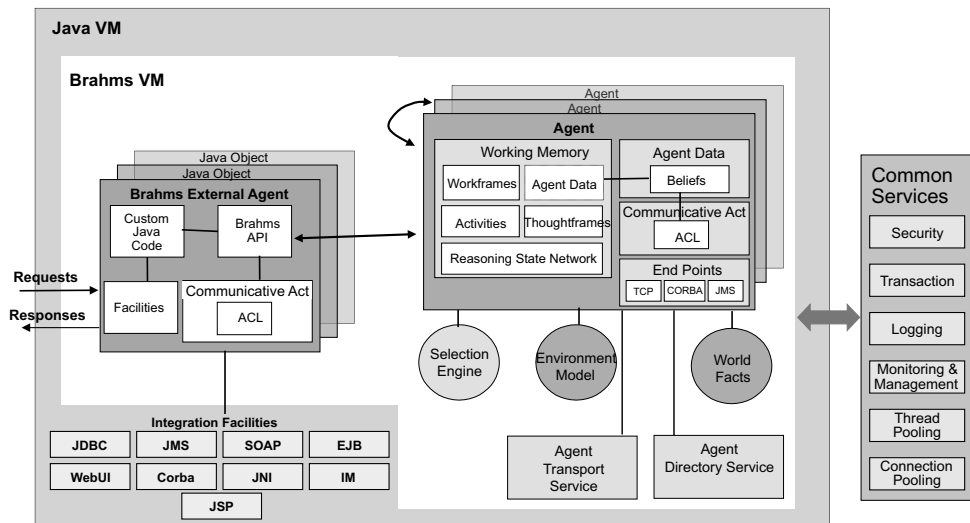 Java VM
Brahms VM
Java Object
Java Object
Brahms External Agent
Custom
Java
Code
Brahms
API
Facilities
Communicative Act
ACL
Requests
Responses
Integration Facilities
JDBC
JMS
SOAP
EJB
WebUI
Corba
JNI
IM
JSP
Agent
Agent
Agent
Working Memory
Workframes
Agent Data
Activities
Thoughtframes
Reasoning State Network
Agent Data
Beliefs
Communicative Act
ACL
End Points
TCP
CORBA
JMS
Selection
Engine
Environment
Model
World
Facts
Agent
Transport
Service
Agent
Directory Service
Common
Services
Security
Transaction
Logging
Monitoring &
Management
Thread
Pooling
Connection
Pooling